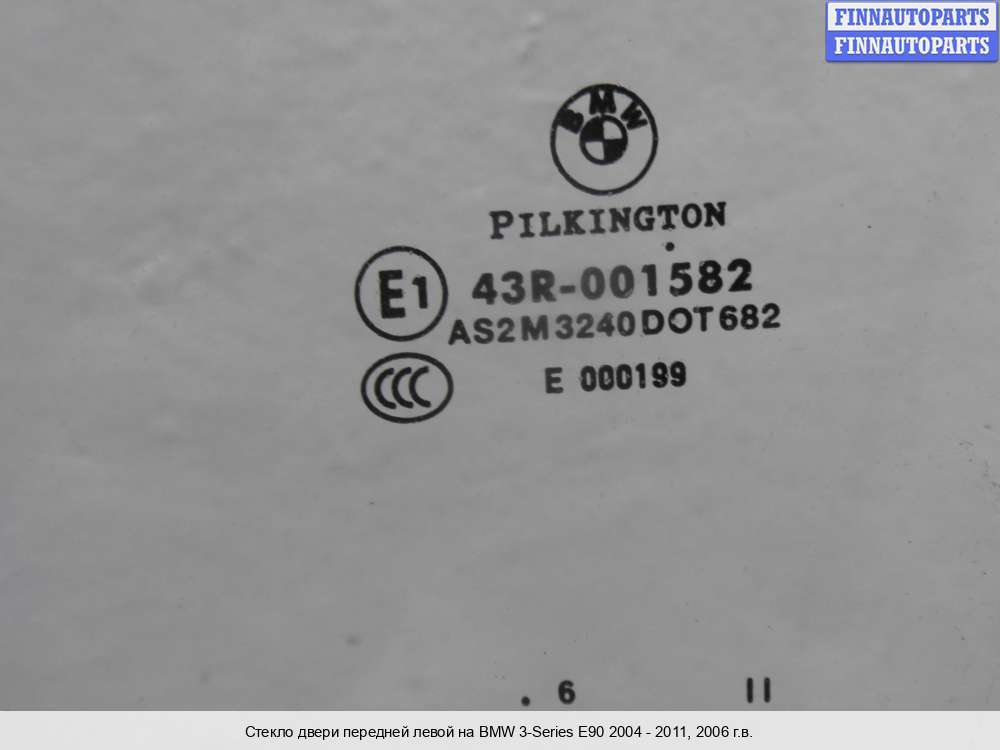 FINNAUTOPARTS
FINNAUTOPARTS
BMW
PILKINGTON
E1 43R-001582
AS2 M3240 DOT 682
CCC E 000199
. 6 II
Стекло двери передней левой на BMW 3-Series E90 2004 - 2011, 2006 г.в.